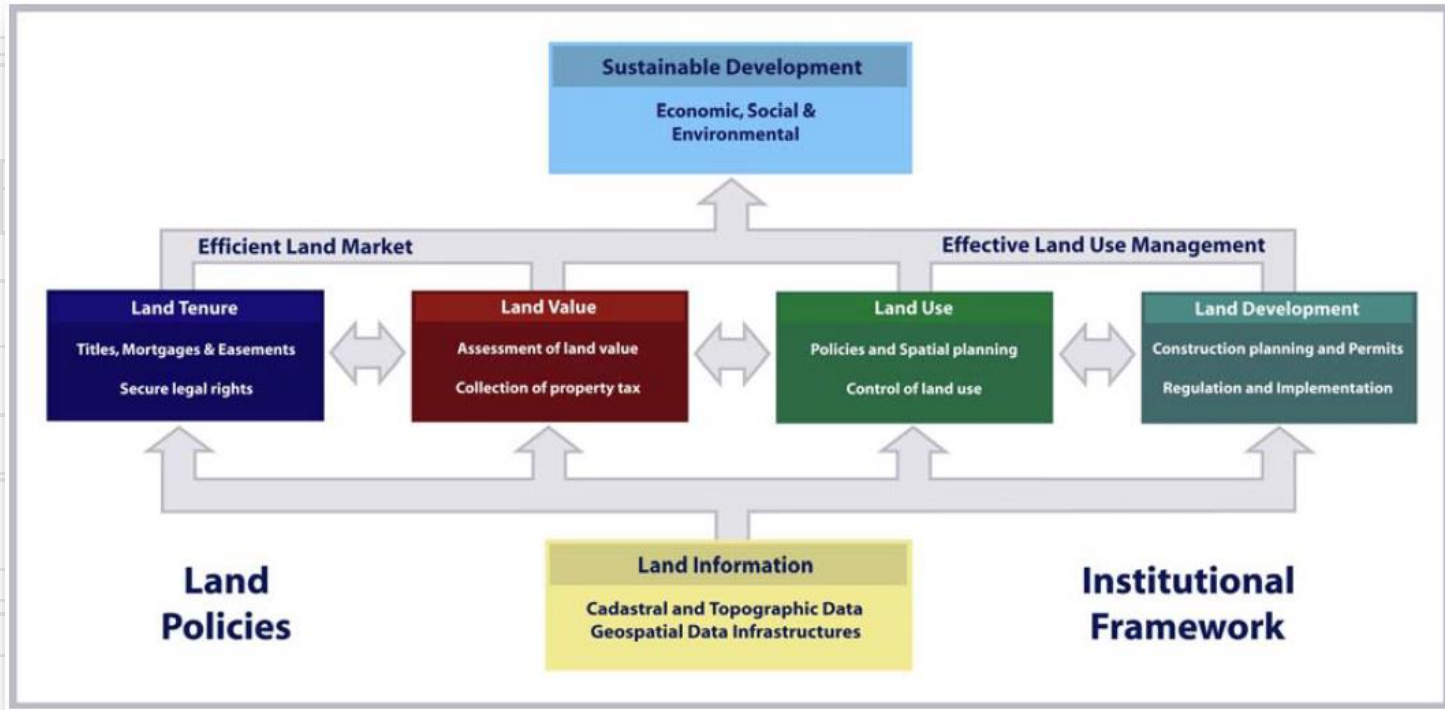 Sustainable Development
Economic, Social &
Environmental
Efficient Land Market
Effective Land Use Management
Land Tenure
Titles, Mortgages & Easements
Secure legal rights
Land Value
Assessment of land value
Collection of property tax
Land Use
Policies and Spatial planning
Control of land use
Land Development
Construction planning and Permits
Regulation and Implementation
Land
Policies
Land Information
Cadastral and Topographic Data
Geospatial Data Infrastructures
Institutional
Framework